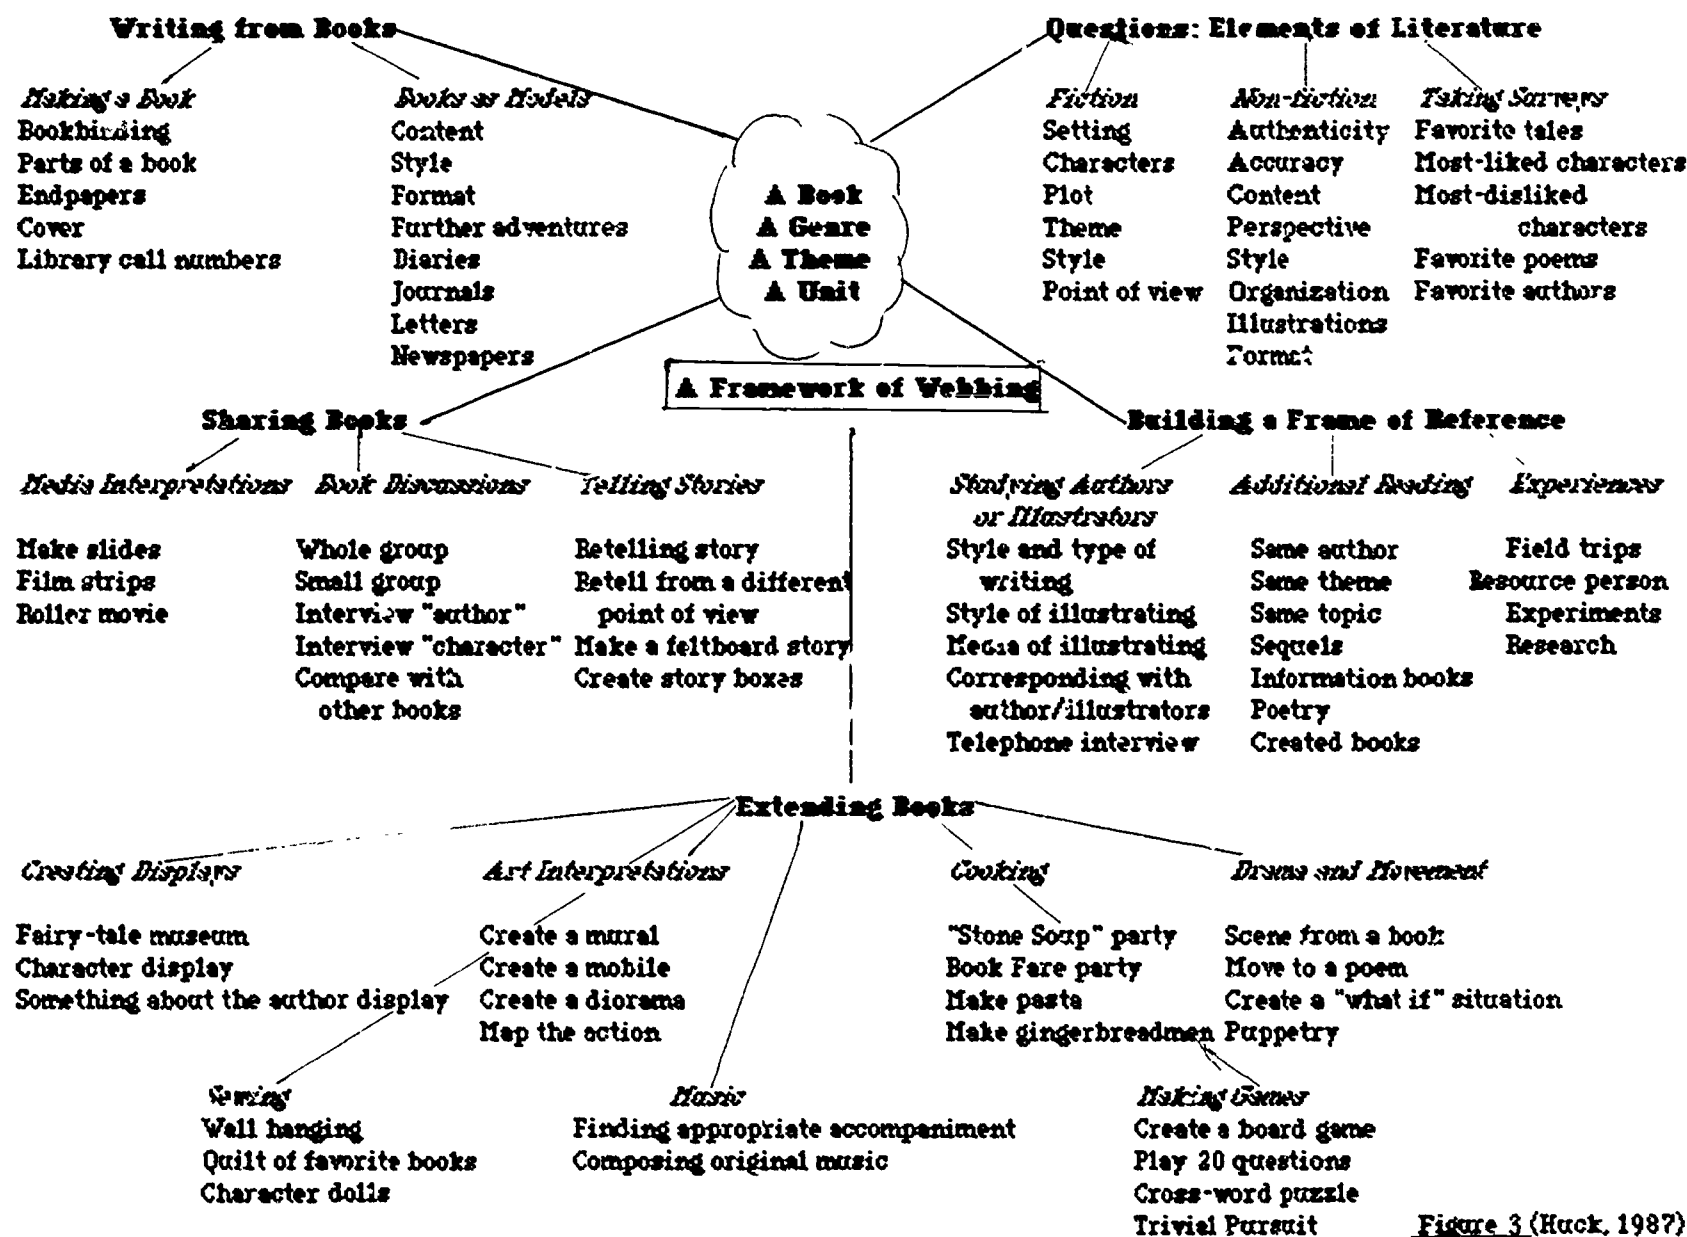 Writing from Books
Making a Book
Bookbinding
Parts of a book
Endpapers
Cover
Library call numbers
Books as Models
Content
Style
Format
Further adventures
Diaries
Journals
Letters
Newspapers
A Book
A Genre
A Theme
A Unit
A Framework of Webbing
Questions: Elements of Literature
Fiction
Setting
Characters
Plot
Theme
Style
Point of view
Non-fiction
Authenticity
Accuracy
Content
Perspective
Style
Organization
Illustrations
Format
Taking Surveys
Favorite tales
Most-liked characters
Most-disliked
characters
Favorite poems
Favorite authors
Sharing Books
Media Interpretations
Make slides
Film strips
Roller movie
Book Discussions
Whole group
Small group
Interview "author"
Interview "character"
Compare with
other books
Telling Stories
Retelling story
Retell from a different
point of view
Make a feltboard story
Create story boxes
Building a Frame of Reference
Studying Authors
or Illustrators
Style and type of
writing
Style of illustrating
Media of illustrating
Corresponding with
author/illustrators
Telephone interview
Additional Reading
Same author
Same theme
Same topic
Sequels
Information books
Poetry
Created books
Experiences
Field trips
Resource person
Experiments
Research
Extending Books
Creating Displays
Fairy-tale museum
Character display
Something about the author display
Art Interpretations
Create a mural
Create a mobile
Create a diorama
Map the action
Cooking
"Stone Soup" party
Book Fare party
Make pasta
Make gingerbreadmen
Drama and Movement
Scene from a book
Move to a poem
Create a "what if" situation
Puppetry
Sewing
Wall hanging
Quilt of favorite books
Character dolls
Music
Finding appropriate accompaniment
Composing original music
Making Games
Create a board game
Play 20 questions
Cross-word puzzle
Trivial Pursuit
Figure 3 (Huck, 1987)